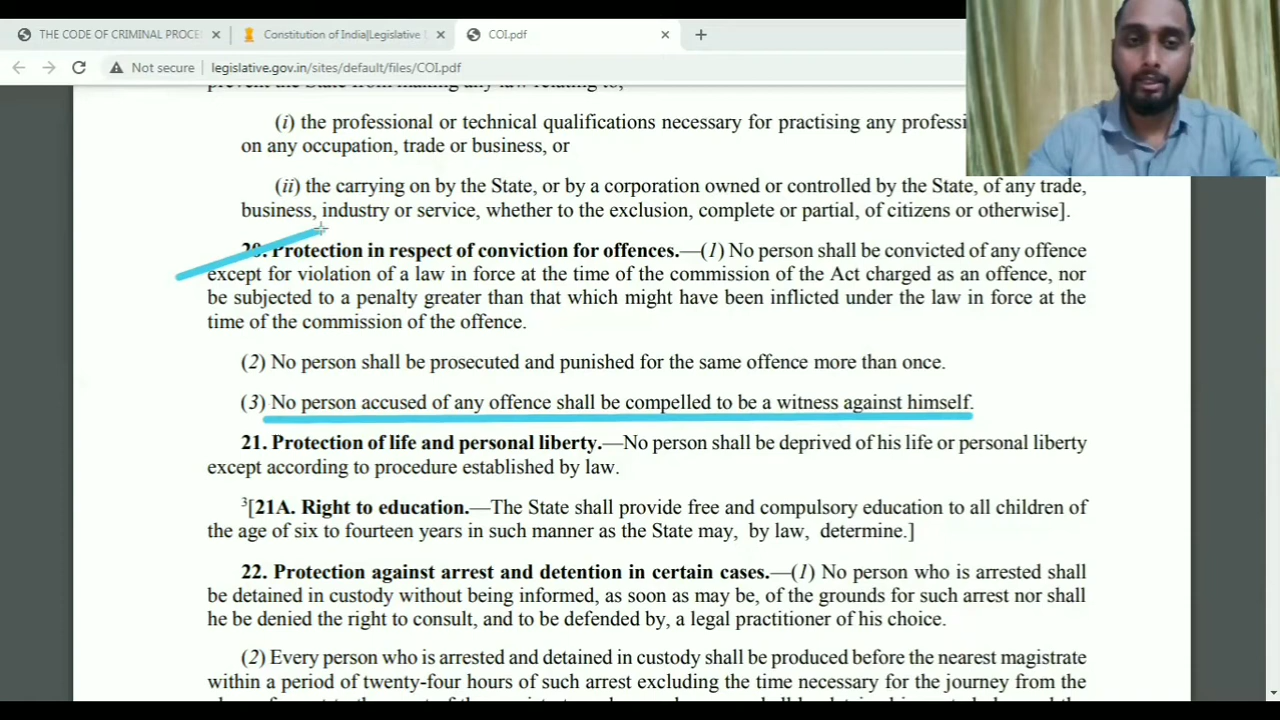 THE CODE OF CRIMINAL PROCE
Constitution of India|Legislative
COI.pdf
Not secure
legislative.gov.in/sites/default/files/COI.pdf
prevent the State from making any law relating to,
(i) the professional or technical qualifications necessary for practising any professi
on any occupation, trade or business, or
(ii) the carrying on by the State, or by a corporation owned or controlled by the State, of any trade,
business, industry or service, whether to the exclusion, complete or partial, of citizens or otherwise].
20. Protection in respect of conviction for offences.—(1) No person shall be convicted of any offence
except for violation of a law in force at the time of the commission of the Act charged as an offence, nor
be subjected to a penalty greater than that which might have been inflicted under the law in force at the
time of the commission of the offence.
(2) No person shall be prosecuted and punished for the same offence more than once.
(3) No person accused of any offence shall be compelled to be a witness against himself.
21. Protection of life and personal liberty.—No person shall be deprived of his life or personal liberty
except according to procedure established by law.
3[21A. Right to education.—The State shall provide free and compulsory education to all children of
the age of six to fourteen years in such manner as the State may, by law, determine.]
22. Protection against arrest and detention in certain cases.—(1) No person who is arrested shall
be detained in custody without being informed, as soon as may be, of the grounds for such arrest nor shall
he be denied the right to consult, and to be defended by, a legal practitioner of his choice.
(2) Every person who is arrested and detained in custody shall be produced before the nearest magistrate
within a period of twenty-four hours of such arrest excluding the time necessary for the journey from the